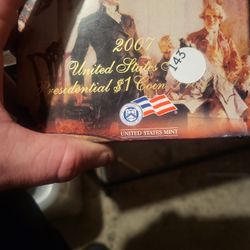 2007
United States
Presidential $1 Coin
143
UNITED STATES MINT